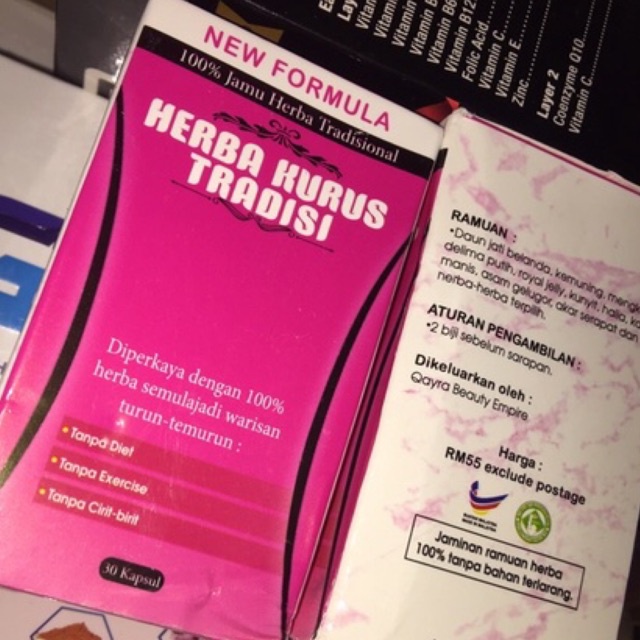 NEW FORMULA
100% Jamu Herba Tradisional
HERBA KURUS
TRADISI
Diperkaya dengan 100%
herba semulajadi warisan
turun-temurun :
• Tanpa Diet
• Tanpa Exercise
• Tanpa Cirit-birit
30 Kapsul
RAMUAN :
•Daun jati belanda, kemuning,
delima putih, royal jelly, kunyit, halia,
manis, asam gelugor, akar serapat dan
herba-herba terpilih.
ATURAN PENGAMBILAN :
•2 biji sebelum sarapan.
Dikeluarkan oleh :
Qayra Beauty Empire
Harga :
RM55 exclude postage
Jaminan ramuan herba
100% tanpa bahan terlarang.
Vitamin B12
Folic Acid
Vitamin C
Vitamin E
Zinc
Layer 2
Coenzyme Q10
Vitamin C